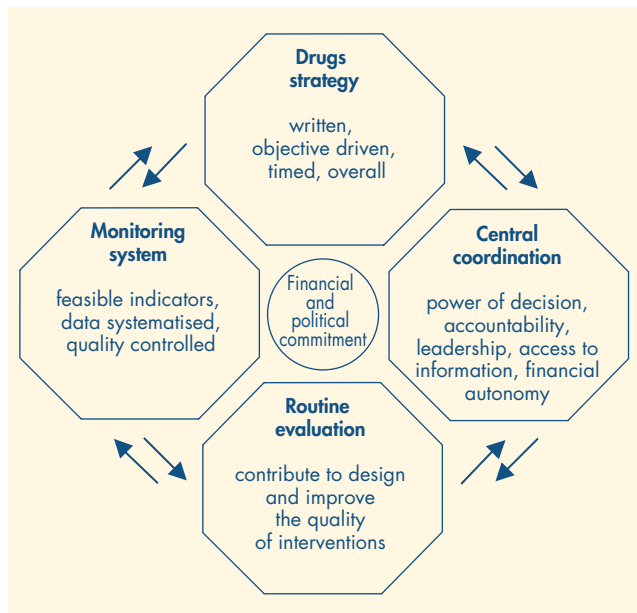 Drugs
strategy
written,
objective driven,
timed, overall
Monitoring
system
feasible indicators,
data systematised,
quality controlled
Financial
and
political
commitment
Central
coordination
power of decision,
accountability,
leadership, access to
information, financial
autonomy
Routine
evaluation
contribute to design
and improve
the quality
of interventions